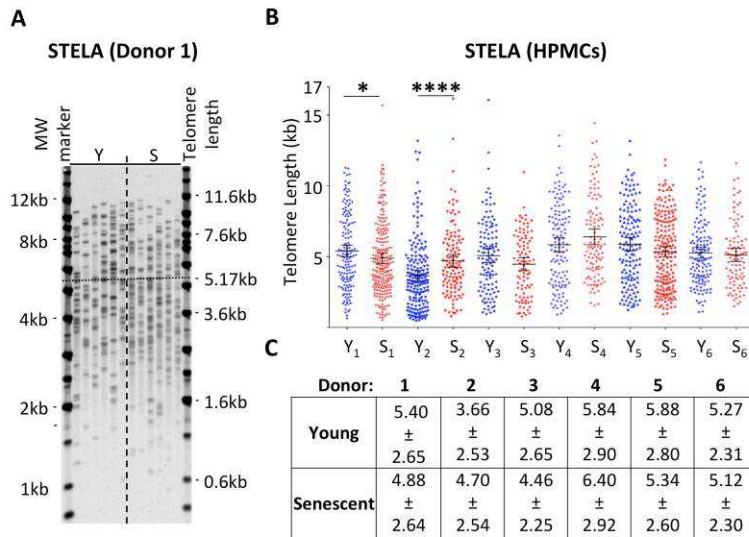 A
STELA (Donor 1)
MW
marker
Y
S
Telomere
length
12kb
8kb
4kb
2kb
1kb
11.6kb
7.6kb
5.17kb
3.6kb
1.6kb
0.6kb
B
STELA (HPMCs)
Telomere Length (kb)
17
15
10
5
*
****
Y1 S1 Y2 S2 Y3 S3 Y4 S4 Y5 S5 Y6 S6
C
Donor: 1 2 3 4 5 6
Young
5.40 3.66 5.08 5.84 5.88 5.27
± ± ± ± ± ±
2.65 2.53 2.65 2.90 2.80 2.31
Senescent
4.88 4.70 4.46 6.40 5.34 5.12
± ± ± ± ± ±
2.64 2.54 2.25 2.92 2.60 2.30